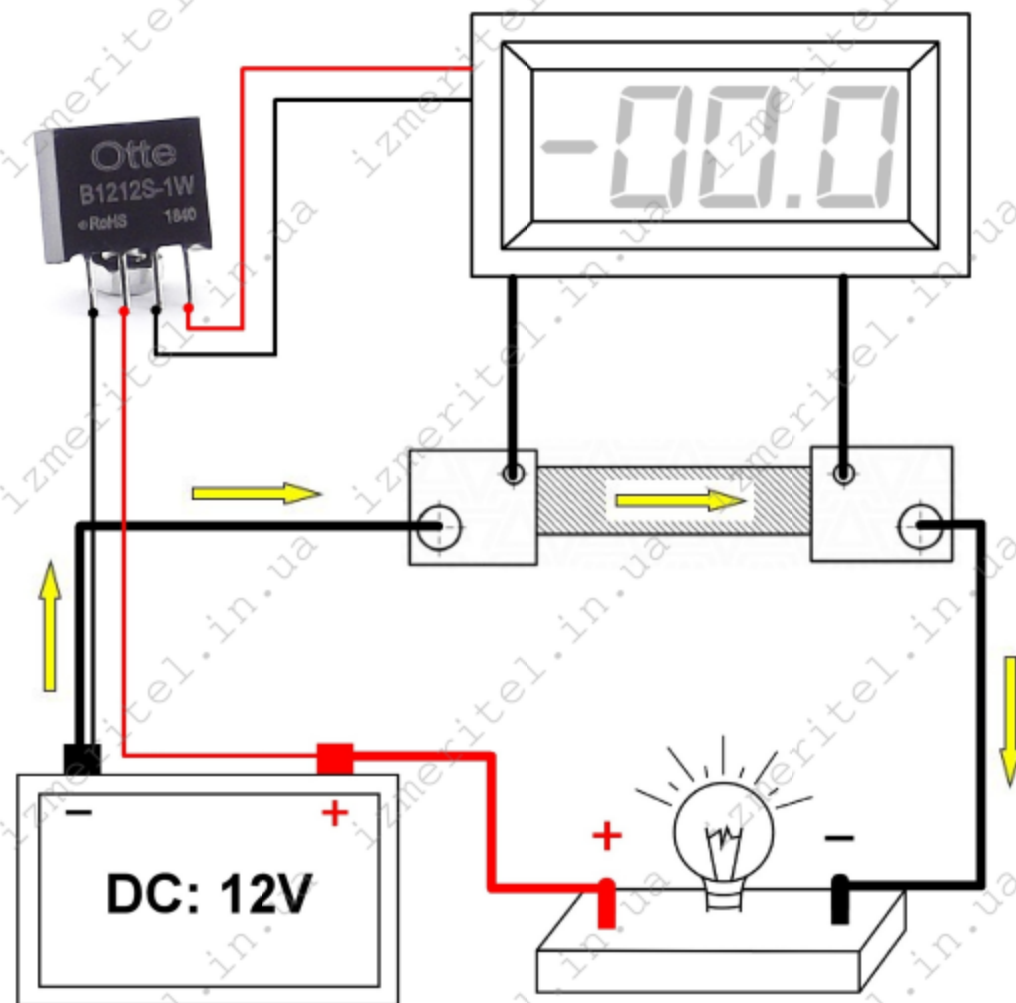 -00.0
Otte
B1212S-1W
RoHS 1840
- +
DC: 12V
+ -
izmeritel.in.ua